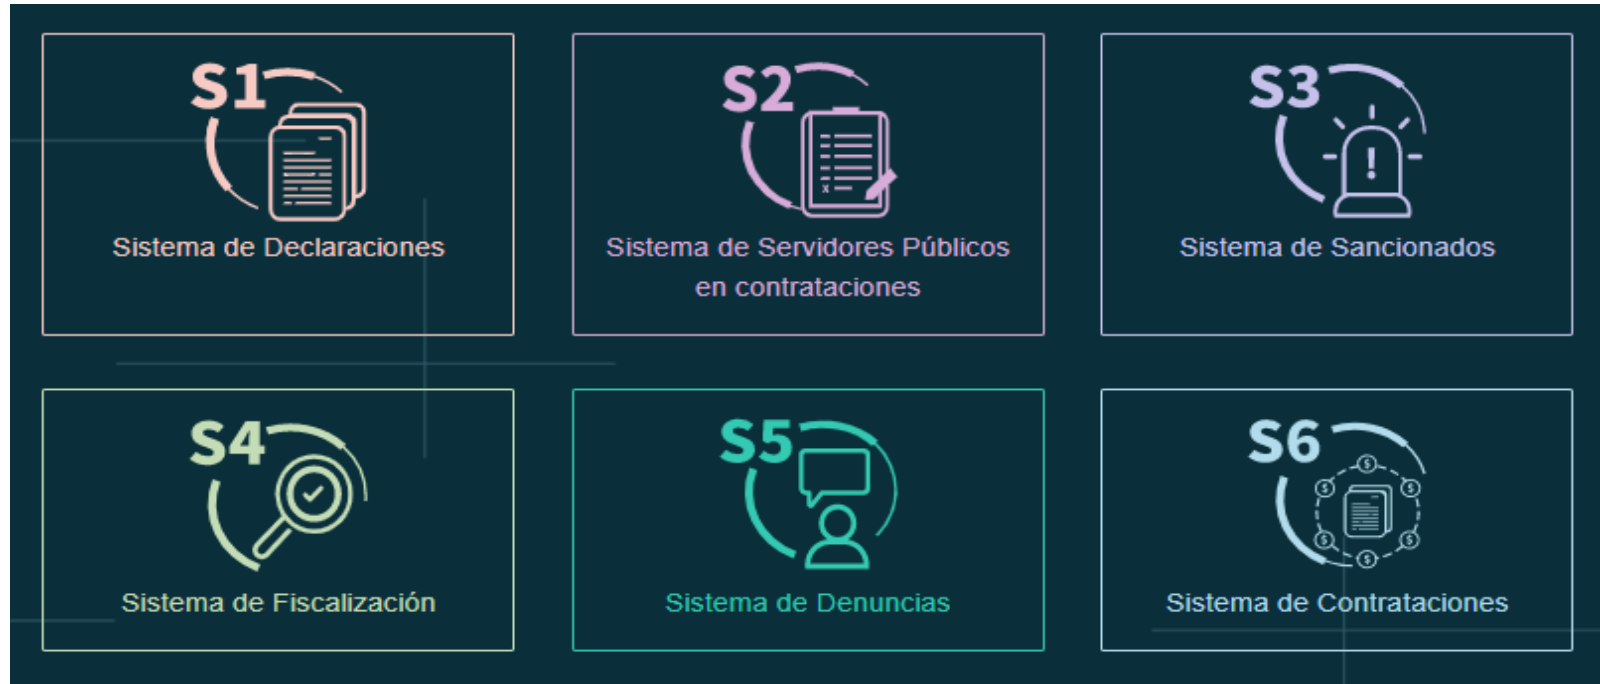 S1
Sistema de Declaraciones
S2
Sistema de Servidores Públicos
en contrataciones
S3
!
Sistema de Sancionados
S4
Sistema de Fiscalización
S5
Sistema de Denuncias
S6
$
$
$
$
$
$
Sistema de Contrataciones